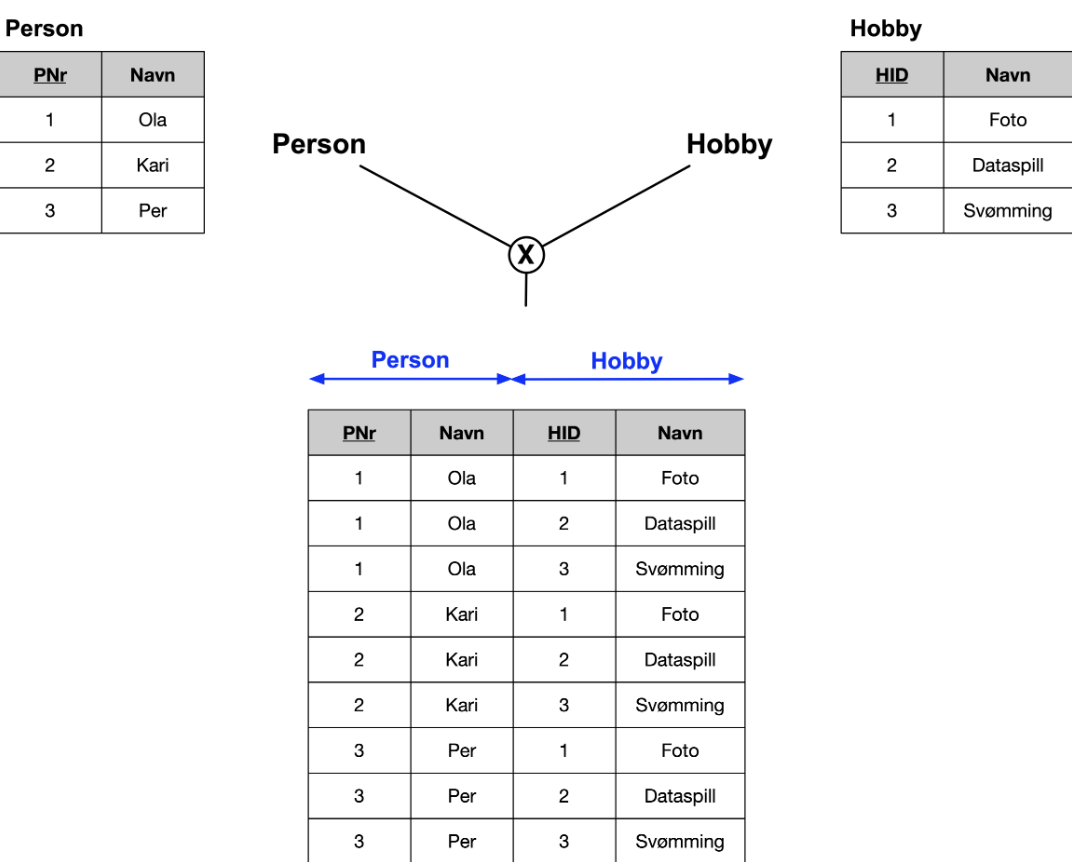 Person
PNr Navn
1 Ola
2 Kari
3 Per
Hobby
HID Navn
1 Foto
2 Dataspill
3 Svømming
Person Hobby
X
Person Hobby
PNr Navn HID Navn
1 Ola 1 Foto
1 Ola 2 Dataspill
1 Ola 3 Svømming
2 Kari 1 Foto
2 Kari 2 Dataspill
2 Kari 3 Svømming
3 Per 1 Foto
3 Per 2 Dataspill
3 Per 3 Svømming